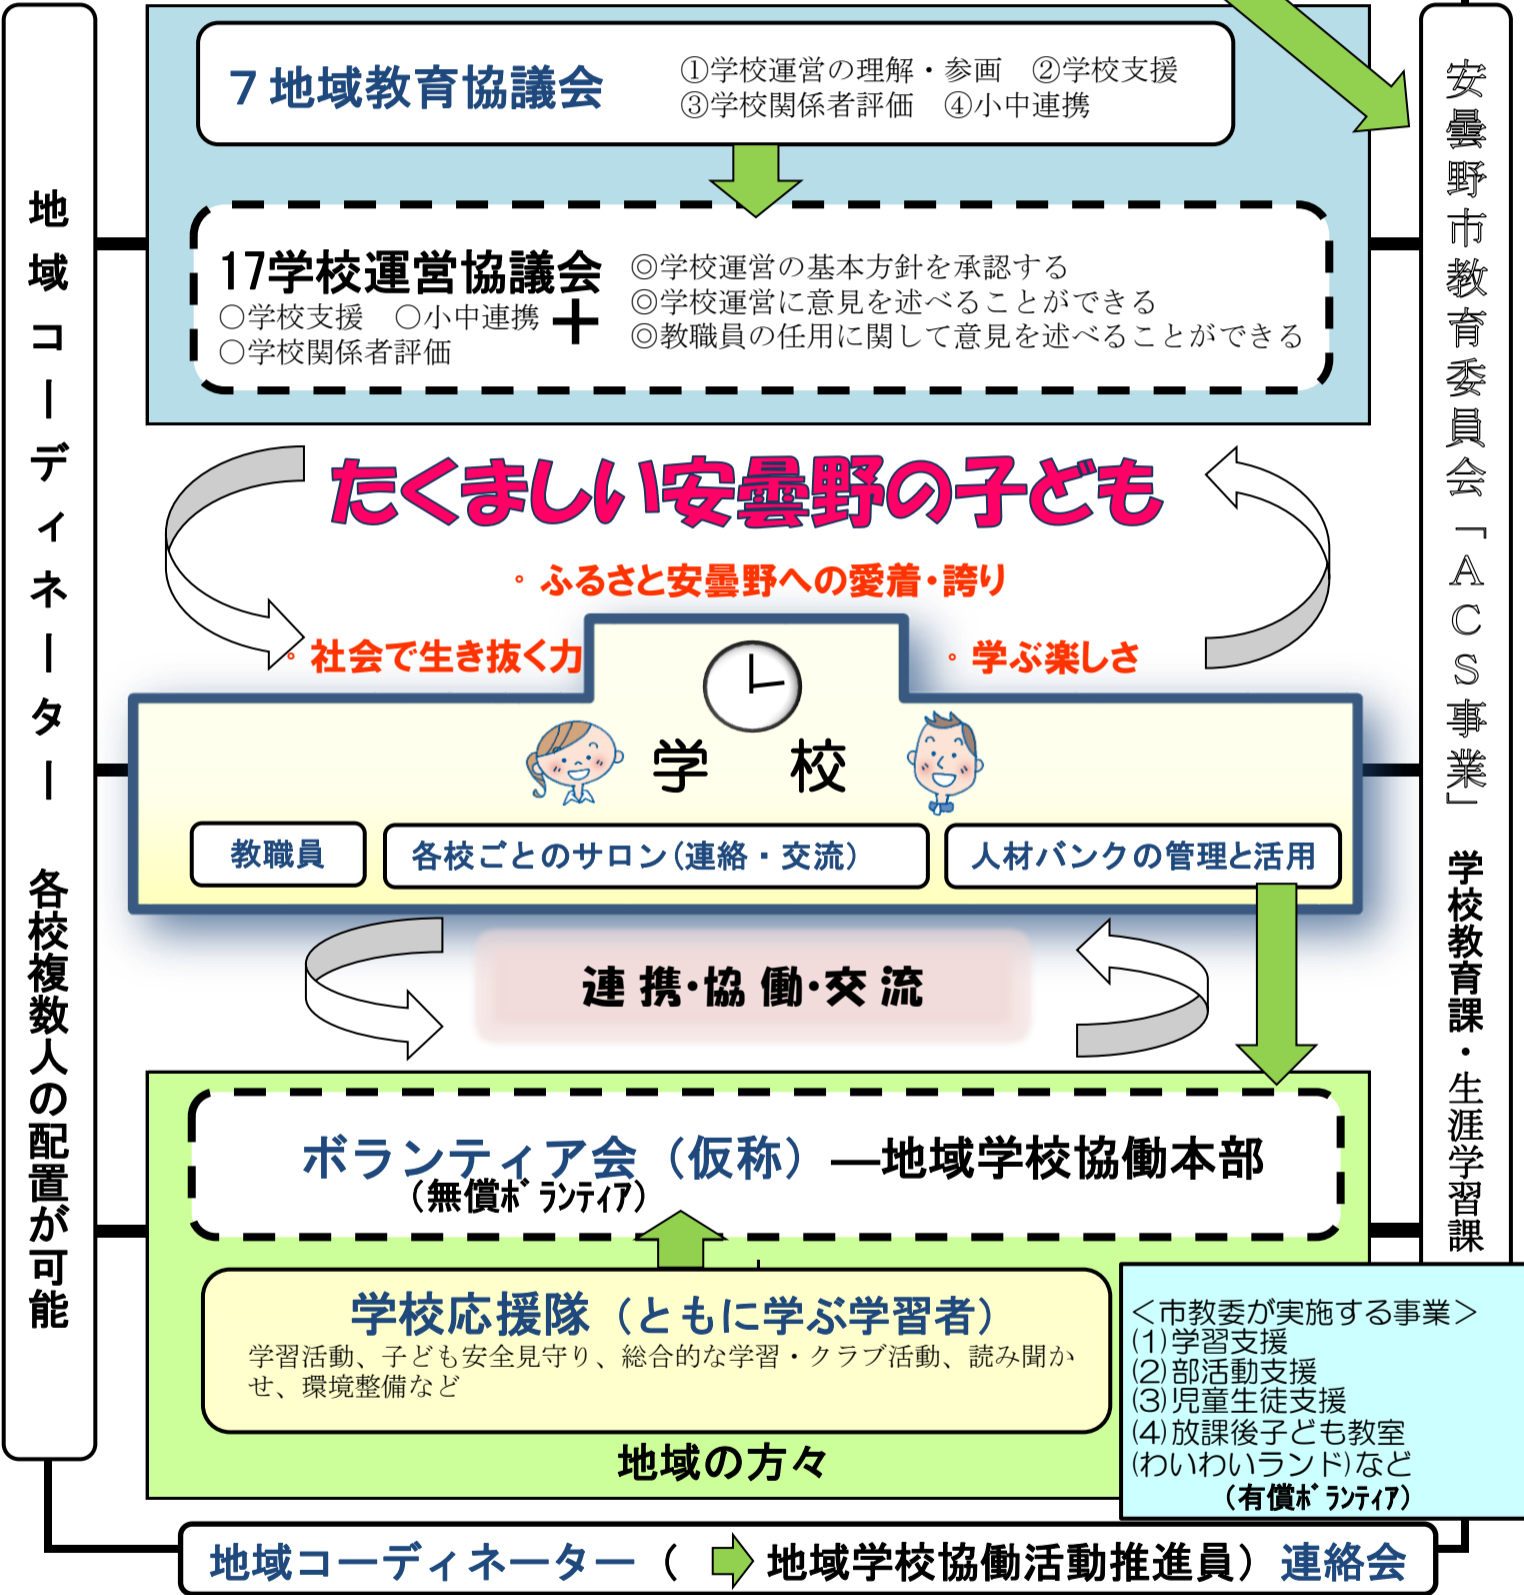 7 地域教育協議会
①学校運営の理解・参画　②学校支援
③学校関係者評価　④小中連携
17学校運営協議会
○学校支援　○小中連携
○学校関係者評価
＋
◎学校運営の基本方針を承認する
◎学校運営に意見を述べることができる
◎教職員の任用に関して意見を述べることができる
地域コーディネーター　各校複数人の配置が可能
安曇野市教育委員会「ACS事業」　学校教育課・生涯学習課
たくましい安曇野の子ども
。ふるさと安曇野への愛着・誇り
。社会で生き抜く力
。学ぶ楽しさ
学　校
教職員
各校ごとのサロン(連絡・交流)
人材バンクの管理と活用
連携・協働・交流
ボランティア会（仮称）―地域学校協働本部
(無償ﾎﾞﾗﾝﾃｨｱ)
学校応援隊（ともに学ぶ学習者）
学習活動、子ども安全見守り、総合的な学習・クラブ活動、読み聞か
せ、環境整備など
地域の方々
＜市教委が実施する事業＞
(1)学習支援
(2)部活動支援
(3)児童生徒支援
(4)放課後子ども教室
(わいわいランド)など
(有償ﾎﾞﾗﾝﾃｨｱ)
地域コーディネーター（　地域学校協働活動推進員）連絡会